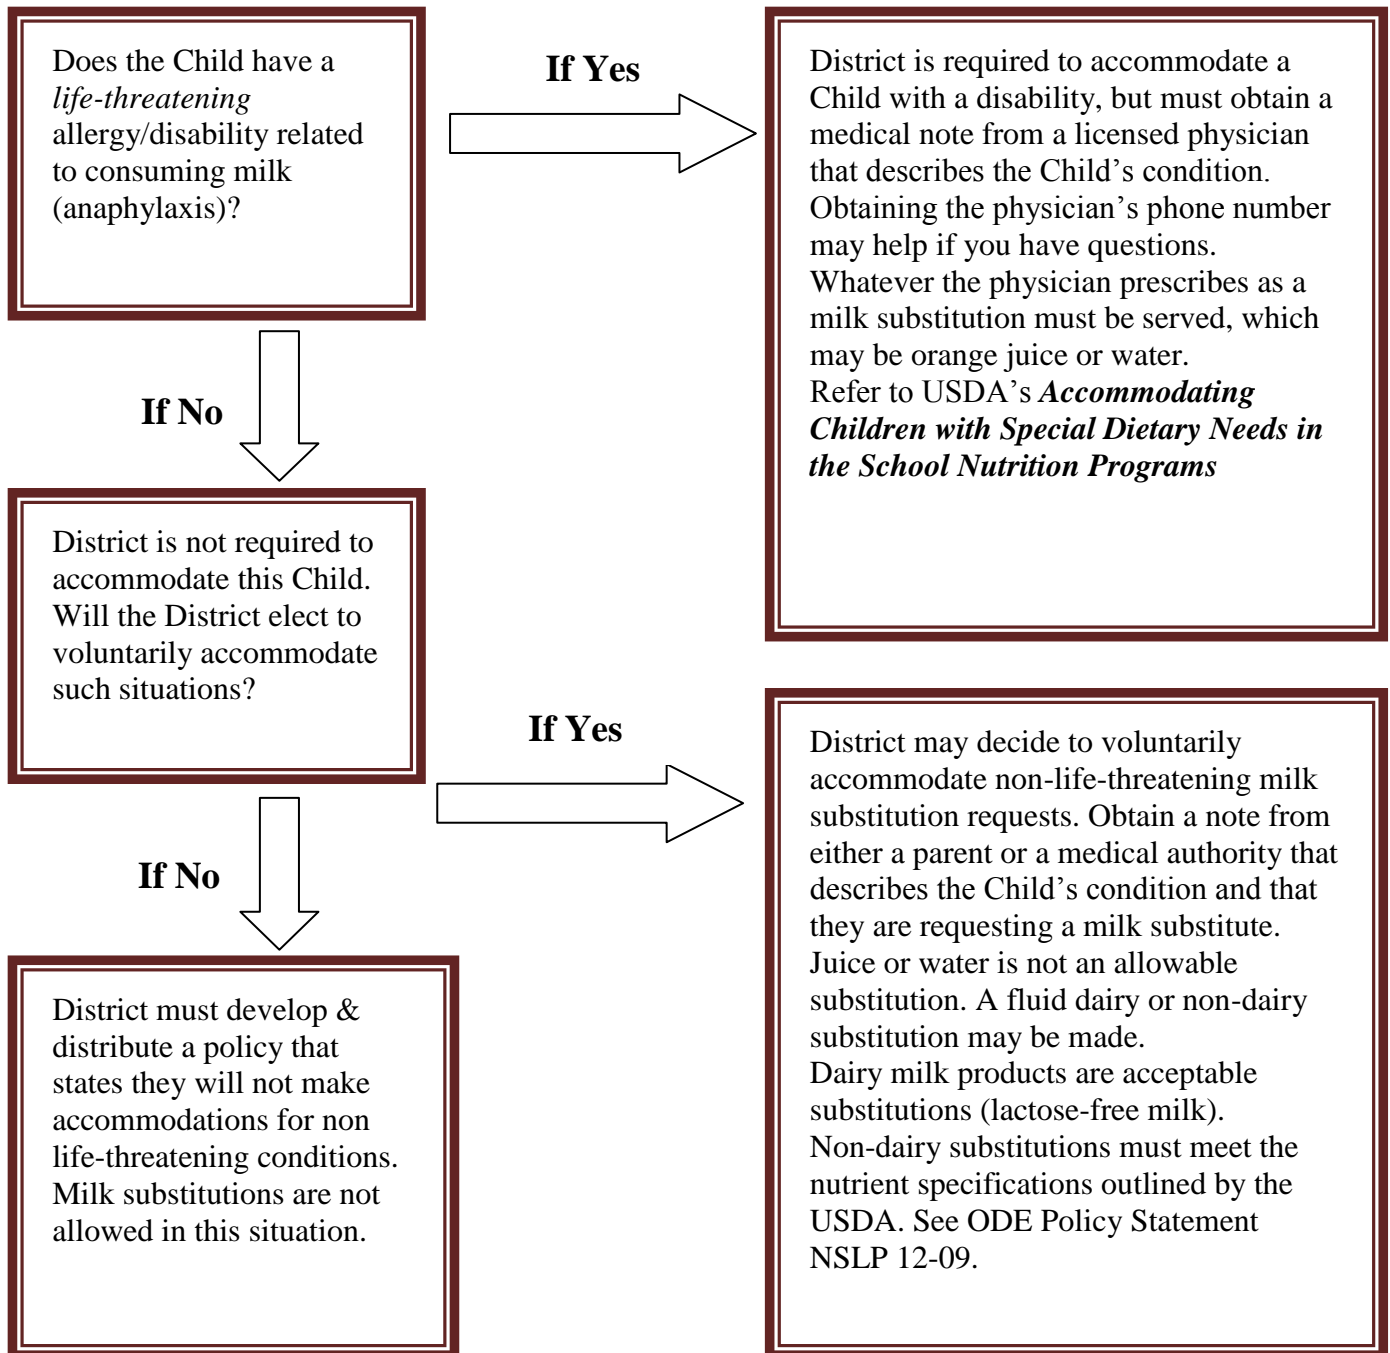 Does the Child have a
life-threatening
allergy/disability related
to consuming milk
(anaphylaxis)?
If Yes
District is required to accommodate a
Child with a disability, but must obtain a
medical note from a licensed physician
that describes the Child’s condition.
Obtaining the physician’s phone number
may help if you have questions.
Whatever the physician prescribes as a
milk substitution must be served, which
may be orange juice or water.
Refer to USDA’s Accommodating
Children with Special Dietary Needs in
the School Nutrition Programs
If No
District is not required to
accommodate this Child.
Will the District elect to
voluntarily accommodate
such situations?
If Yes
District may decide to voluntarily
accommodate non-life-threatening milk
substitution requests. Obtain a note from
either a parent or a medical authority that
describes the Child’s condition and that
they are requesting a milk substitute.
Juice or water is not an allowable
substitution. A fluid dairy or non-dairy
substitution may be made.
Dairy milk products are acceptable
substitutions (lactose-free milk).
Non-dairy substitutions must meet the
nutrient specifications outlined by the
USDA. See ODE Policy Statement
NSLP 12-09.
If No
District must develop &
distribute a policy that
states they will not make
accommodations for non
life-threatening conditions.
Milk substitutions are not
allowed in this situation.